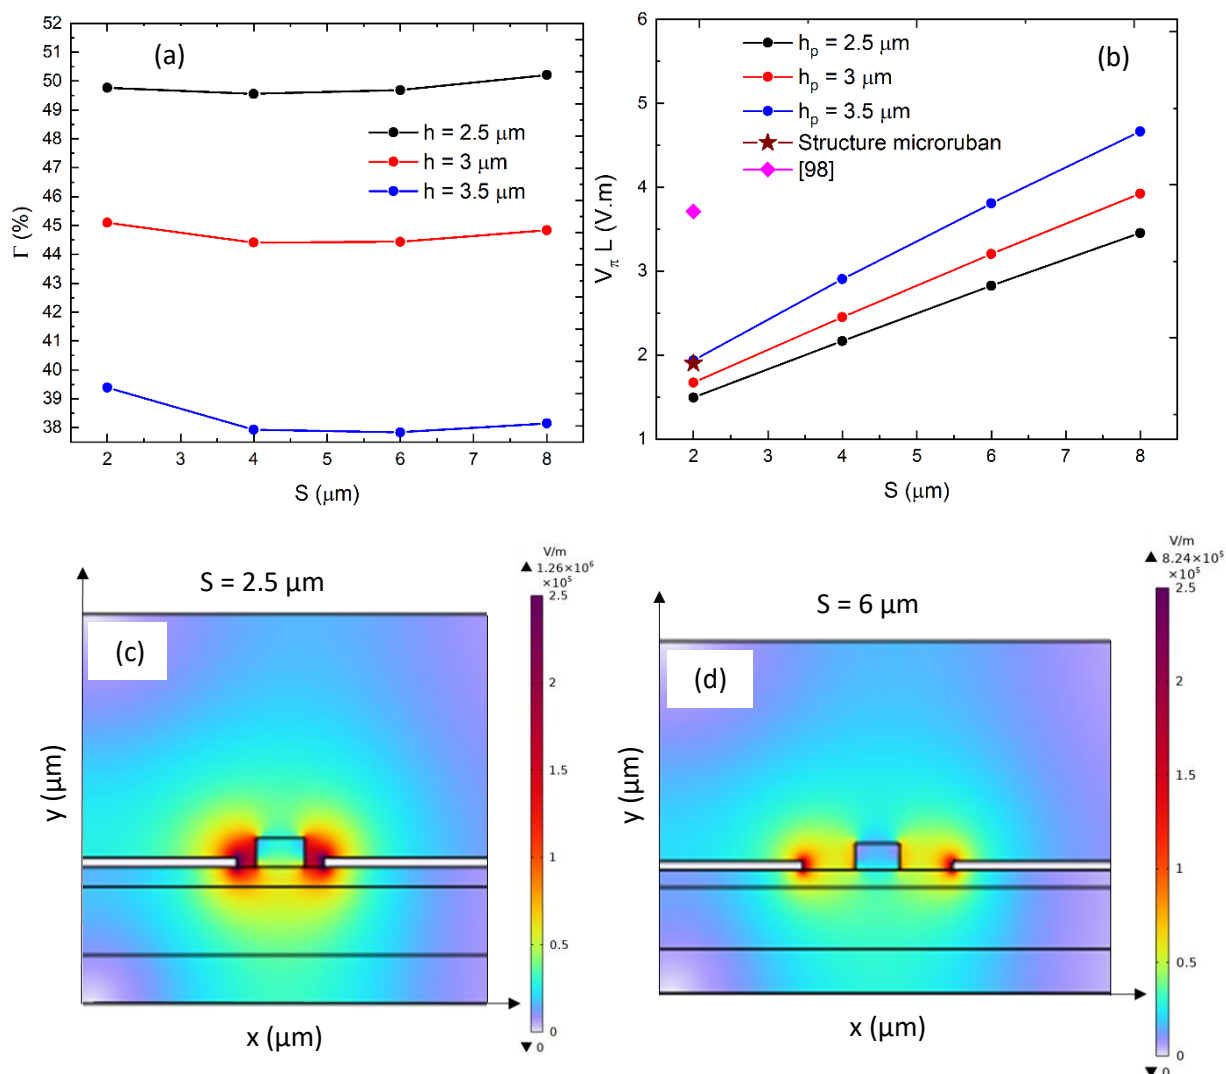 (a)
Γ (%)
52
51
50
49
48
47
46
45
44
43
42
41
40
39
38
h = 2.5 μm
h = 3 μm
h = 3.5 μm
2 3 4 5 6 7 8
S (μm)
(b)
V_π L (V.m)
6
5
4
3
2
1
h_p = 2.5 μm
h_p = 3 μm
h_p = 3.5 μm
Structure microruban
[98]
2 3 4 5 6 7 8
S (μm)
S = 2.5 μm
(c)
y (μm)
x (μm)
V/m
▲ 1.26×10⁶
×10⁵
2.5
2
1.5
1
0.5
0
▼ 0
S = 6 μm
(d)
y (μm)
x (μm)
V/m
▲ 8.24×10⁵
×10⁵
2.5
2
1.5
1
0.5
0
▼ 0